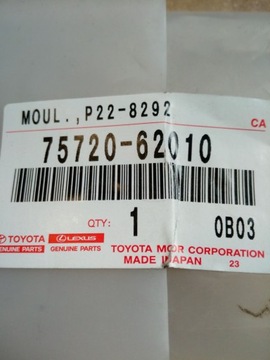 MOUL.,P22-8292
CA
75720-62010
QTY: 1 0B03
TOYOTA LEXUS
GENUINE PARTS GENUINE PARTS
TOYOTA MOR CORPORATION
MADE IN JAPAN 23